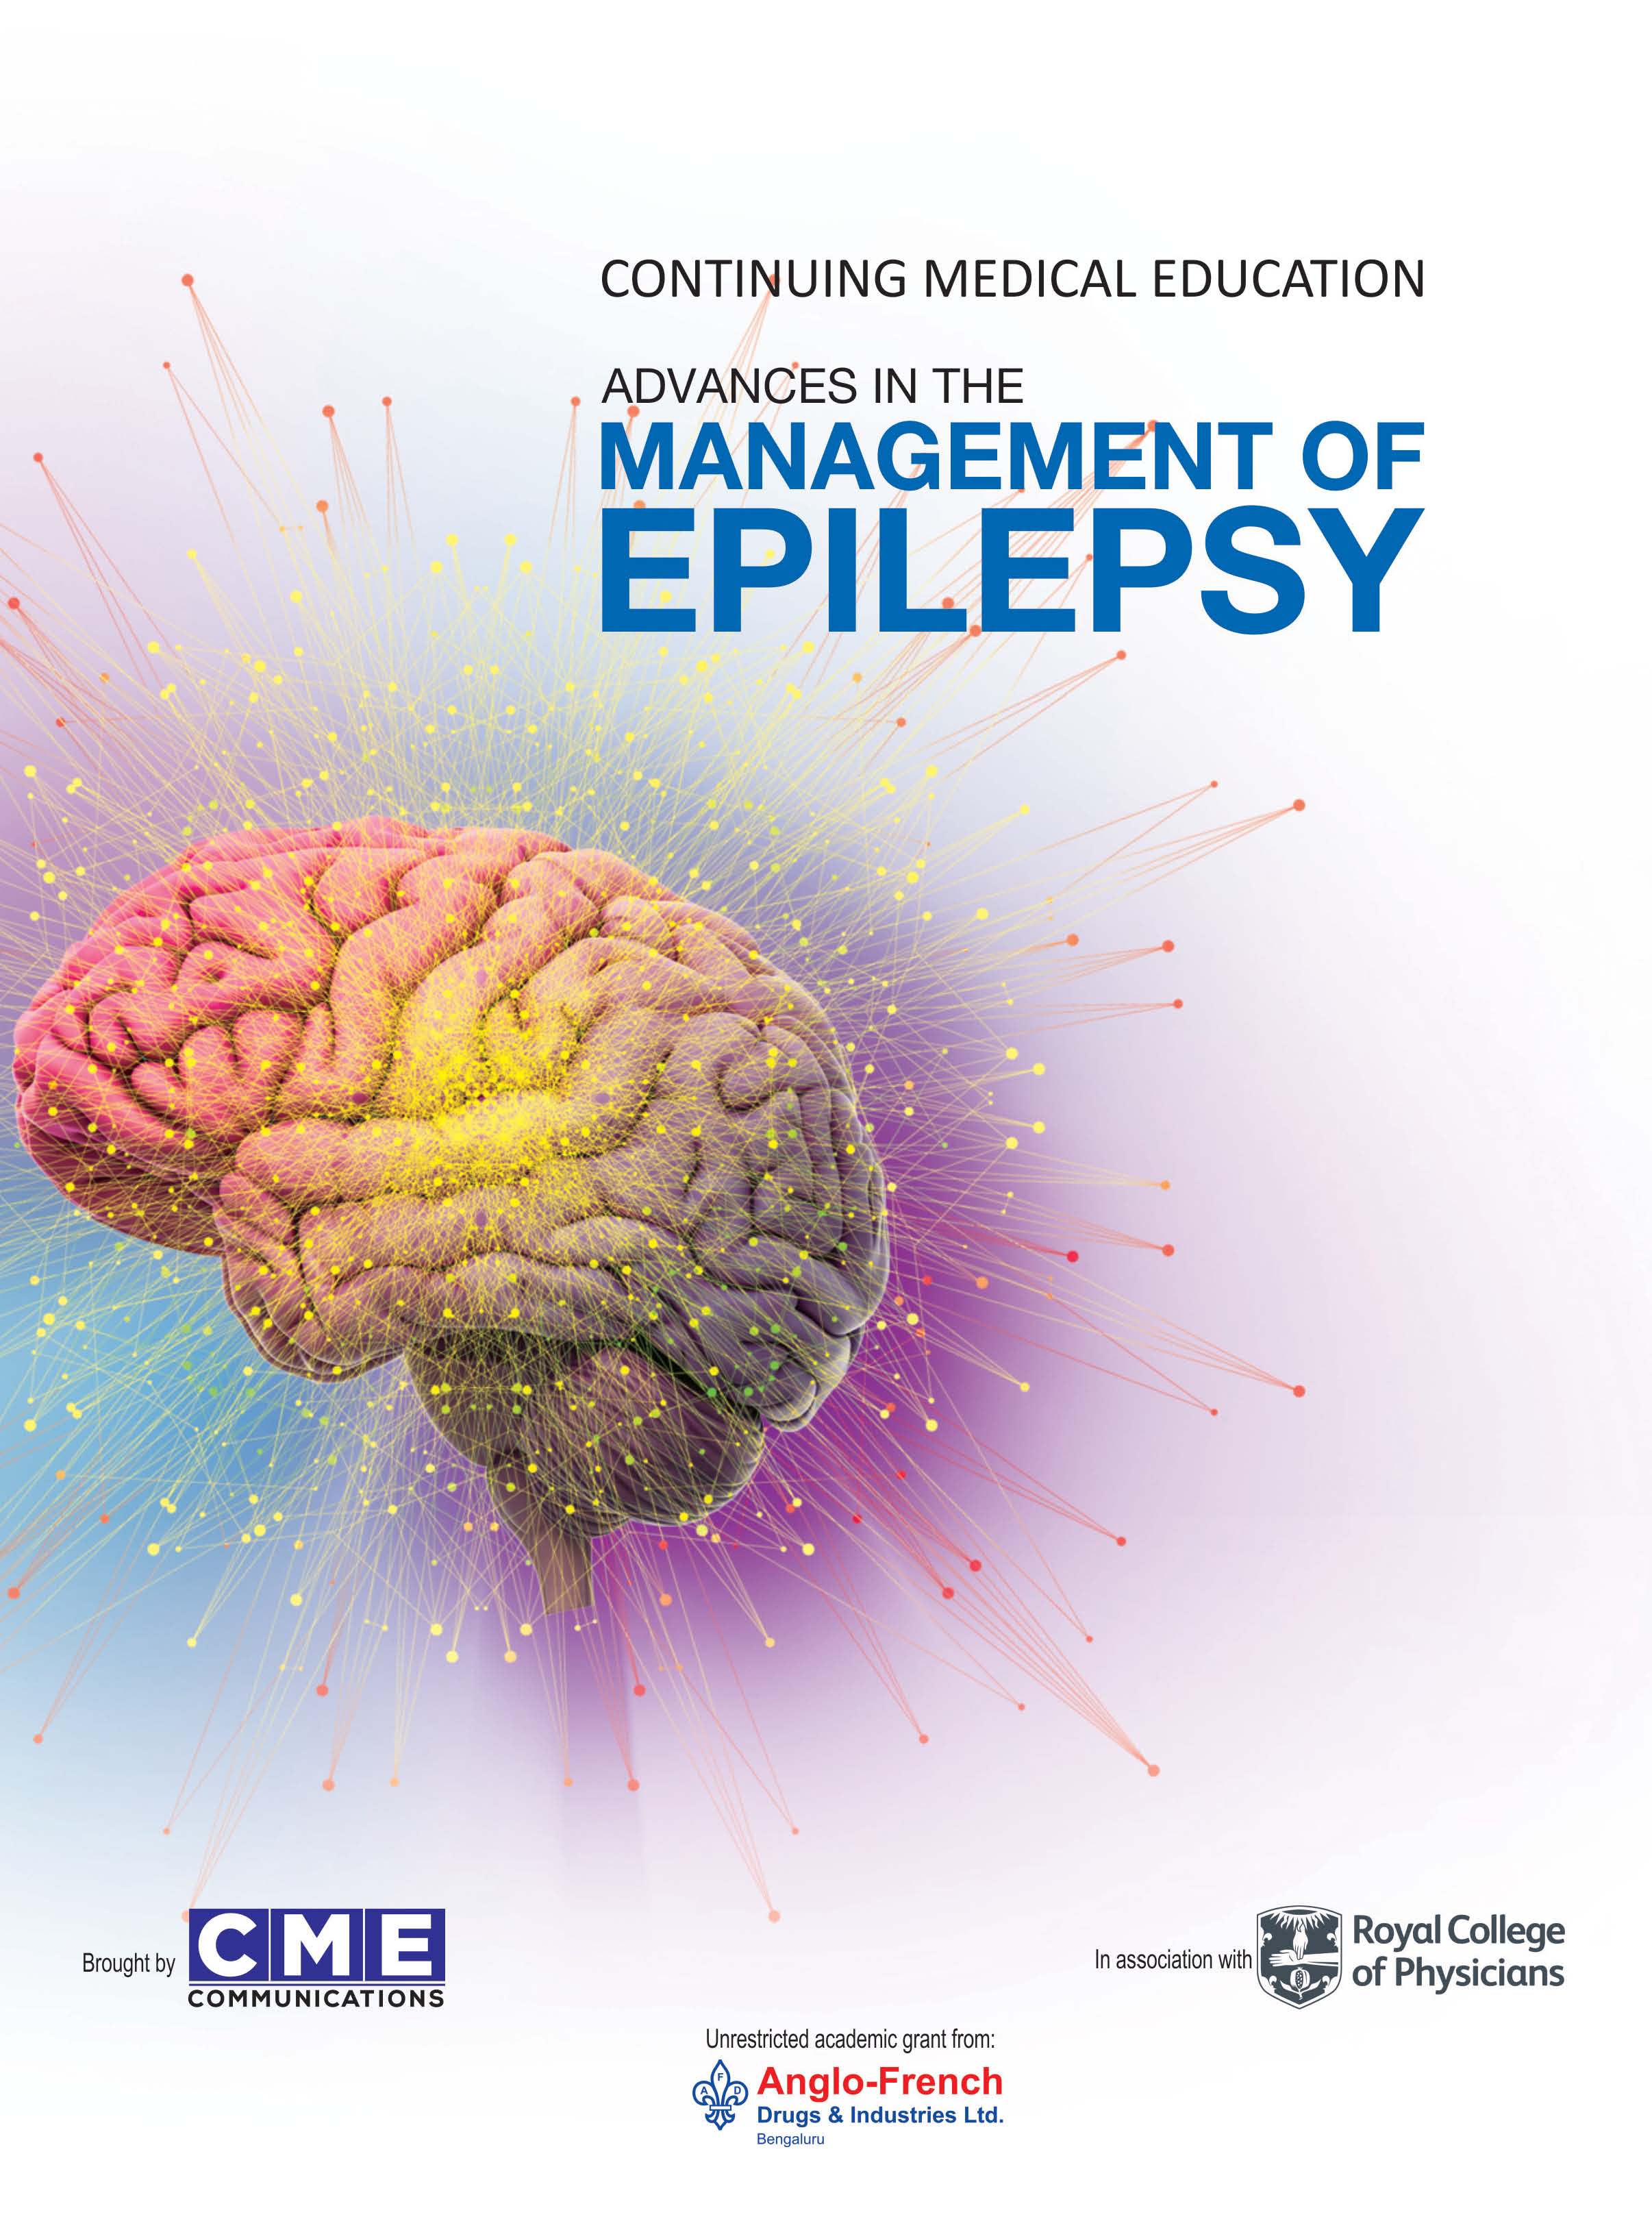 CONTINUING MEDICAL EDUCATION
ADVANCES IN THE
MANAGEMENT OF
EPILEPSY
Brought by
CME
COMMUNICATIONS
In association with
Royal College
of Physicians
Unrestricted academic grant from:
A F D
Anglo-French
Drugs & Industries Ltd.
Bengaluru